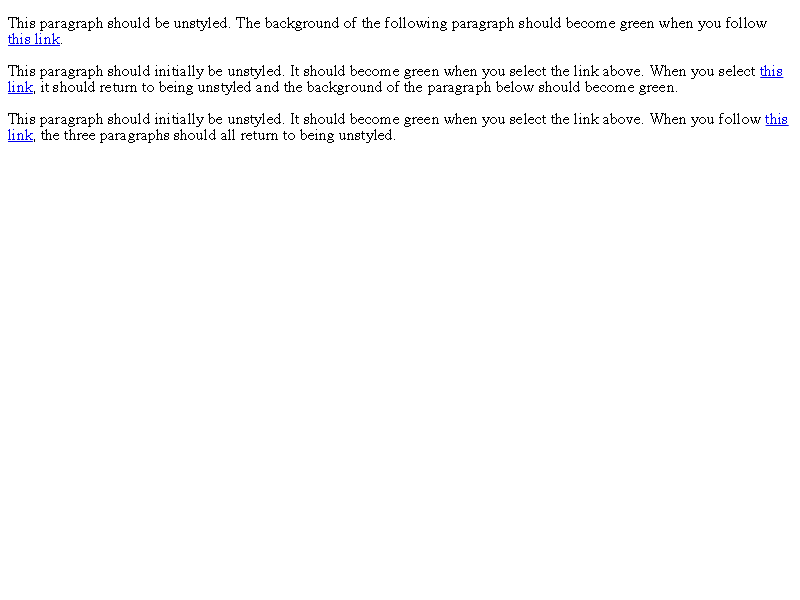 This paragraph should be unstyled. The background of the following paragraph should become green when you follow
this link.
This paragraph should initially be unstyled. It should become green when you select the link above. When you select this
link, it should return to being unstyled and the background of the paragraph below should become green.
This paragraph should initially be unstyled. It should become green when you select the link above. When you follow this
link, the three paragraphs should all return to being unstyled.